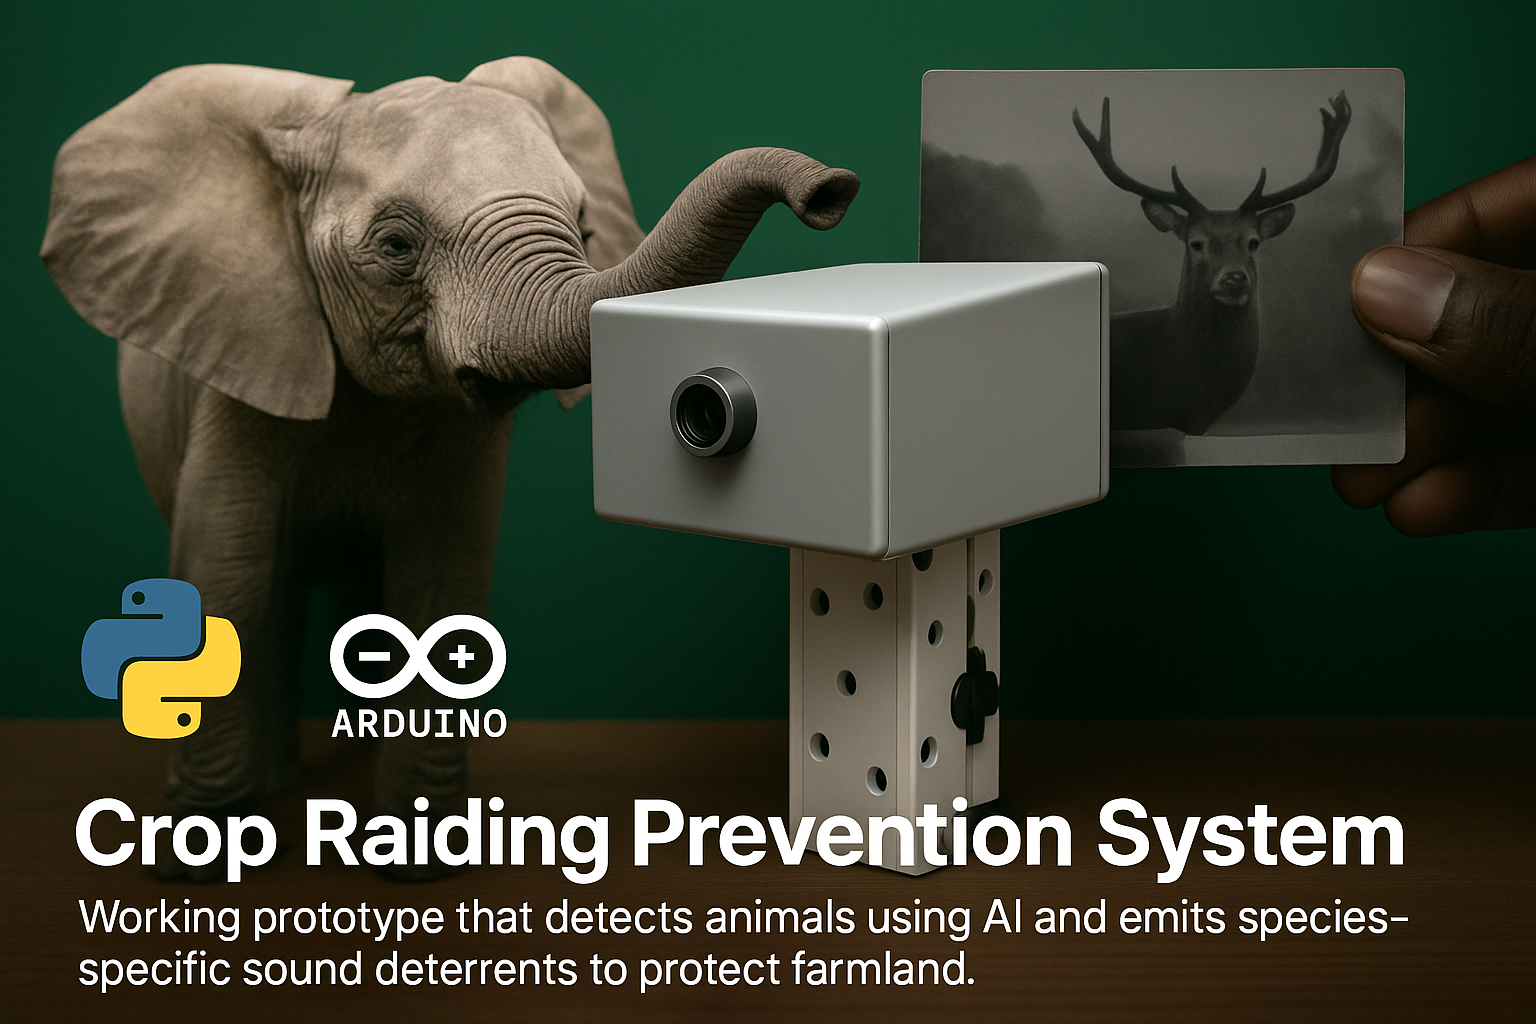 ARDUINO
Crop Raiding Prevention System
Working prototype that detects animals using AI and emits species-
specific sound deterrents to protect farmland.